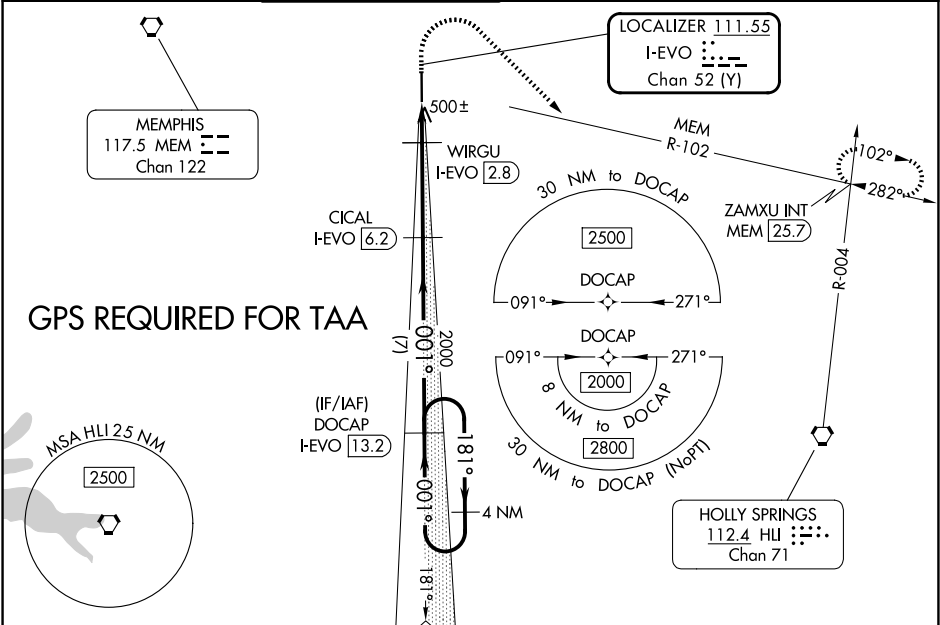 LOCALIZER 111.55
I-EVO
Chan 52 (Y)
MEMPHIS
117.5 MEM
Chan 122
500±
MEM
R-102
WIRGU
I-EVO 2.8
102°
282°
30 NM to DOCAP
2500
ZAMXU INT
MEM 25.7
CICAL
I-EVO 6.2
R-004
DOCAP
091°
271°
GPS REQUIRED FOR TAA
001°
2000
(7)
DOCAP
091°
271°
2000
8 NM to DOCAP
2800
30 NM to DOCAP (NoPT)
(IF/IAF)
DOCAP
I-EVO 13.2
181°
001°
4 NM
181°
MSA HLI 25 NM
2500
HOLLY SPRINGS
112.4 HLI
Chan 71